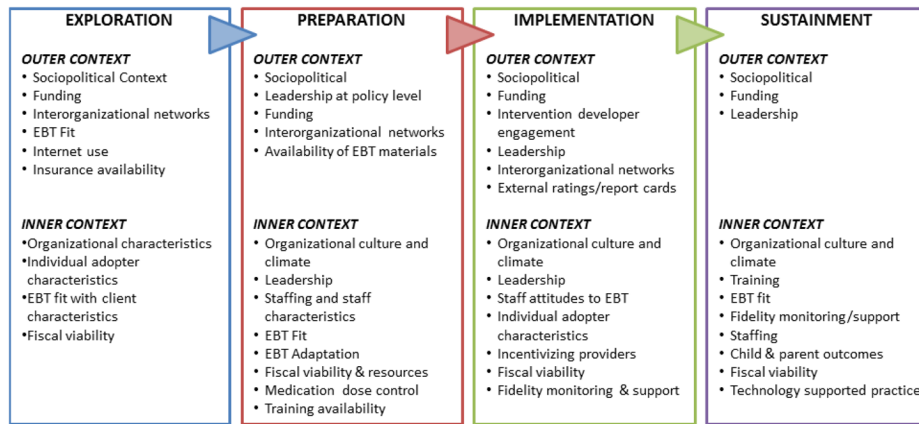 EXPLORATION
OUTER CONTEXT
• Sociopolitical Context
• Funding
• Interorganizational networks
• EBT Fit
• Internet use
• Insurance availability
INNER CONTEXT
•Organizational characteristics
•Individual adopter
characteristics
•EBT fit with client
characteristics
•Fiscal viability
PREPARATION
OUTER CONTEXT
• Sociopolitical
• Leadership at policy level
• Funding
• Interorganizational networks
• Availability of EBT materials
INNER CONTEXT
• Organizational culture and
climate
• Leadership
• Staffing and staff
characteristics
• EBT Fit
• EBT Adaptation
• Fiscal viability & resources
• Medication dose control
• Training availability
IMPLEMENTATION
OUTER CONTEXT
• Sociopolitical
• Funding
• Intervention developer
engagement
• Leadership
• Interorganizational networks
• External ratings/report cards
INNER CONTEXT
• Organizational culture and
climate
• Leadership
• Staff attitudes to EBT
• Individual adopter
characteristics
• Incentivizing providers
• Fiscal viability
• Fidelity monitoring & support
SUSTAINMENT
OUTER CONTEXT
• Sociopolitical
• Funding
• Leadership
INNER CONTEXT
• Organizational culture and
climate
• Training
• EBT fit
• Fidelity monitoring/support
• Staffing
• Child & parent outcomes
• Fiscal viability
• Technology supported practice